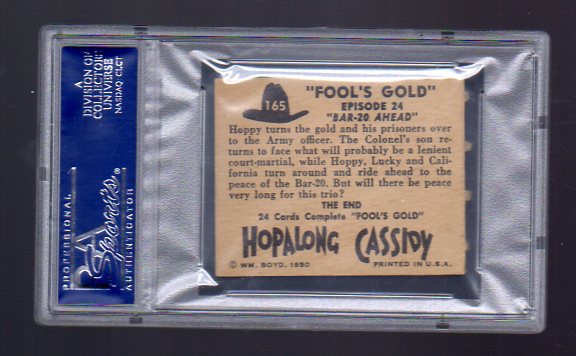 A
DIVISION OF
COLLECTORS
UNIVERSE
NASDAQ: CLCT
PROFESSIONAL
PSA
Sports
®
AUTHENTICATOR
165
"FOOL'S GOLD"
EPISODE 24
"BAR-20 AHEAD"
Hoppy turns the gold and his prisoners over
to the Army officer. The Colonel's son re-
turns to face what will probably be a lenient
court-martial, while Hoppy, Lucky and Cali-
fornia turn around and ride ahead to the
peace of the Bar-20. But will there be peace
very long for this trio?
THE END
24 Cards Complete "FOOL'S GOLD"
HOPALONG CASSIDY
© WM. BOYD, 1950
PRINTED IN U.S.A.